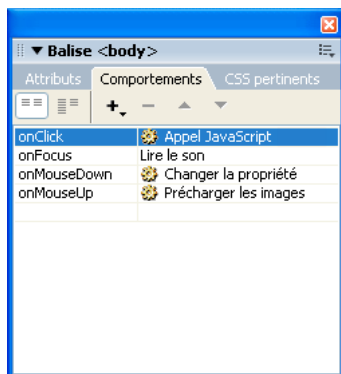 Balise <body>
Attributs Comportements CSS pertinents
onClick Appel JavaScript
onFocus Lire le son
onMouseDown Changer la propriété
onMouseUp Précharger les images